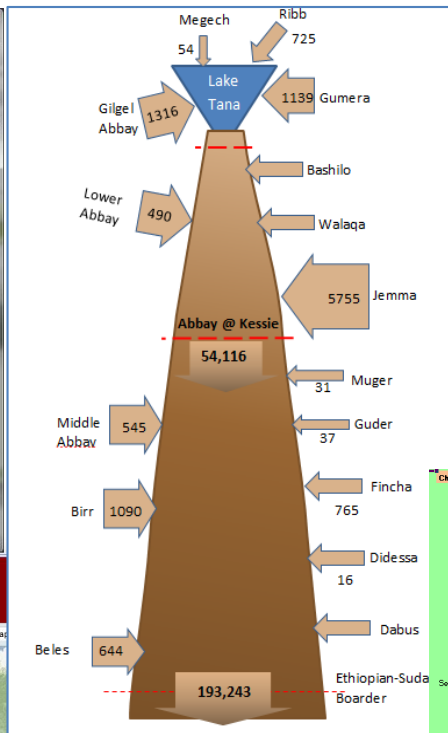 Megech
54
Ribb
725
Lake
Tana
1139 Gumera
Gilgel
Abbay
1316
Bashilo
Lower
Abbay
490
Walaqa
5755
Jemma
Abbay @ Kessie
54,116
Muger
31
Middle
Abbay
545
Guder
37
Fincha
765
Birr
1090
Didessa
16
Dabus
Beles
644
Ethiopian-Suda
Boarder
193,243